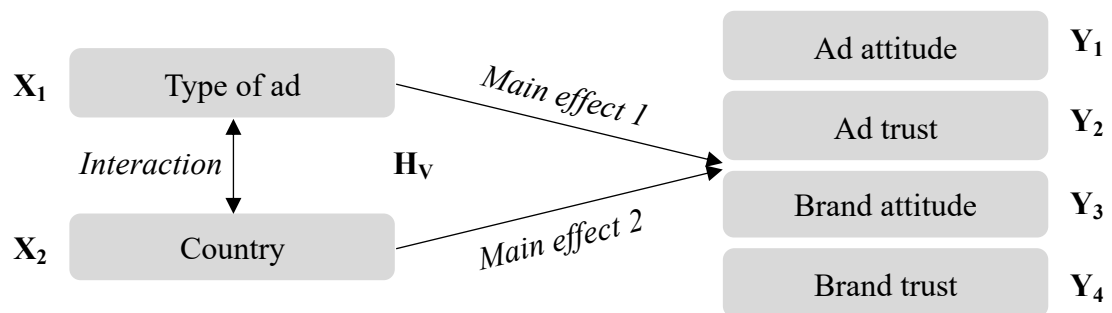 Ad attitude Y₁
X₁ Type of ad
Main effect 1
Ad trust Y₂
Interaction
H_V
Brand attitude Y₃
X₂ Country
Main effect 2
Brand trust Y₄